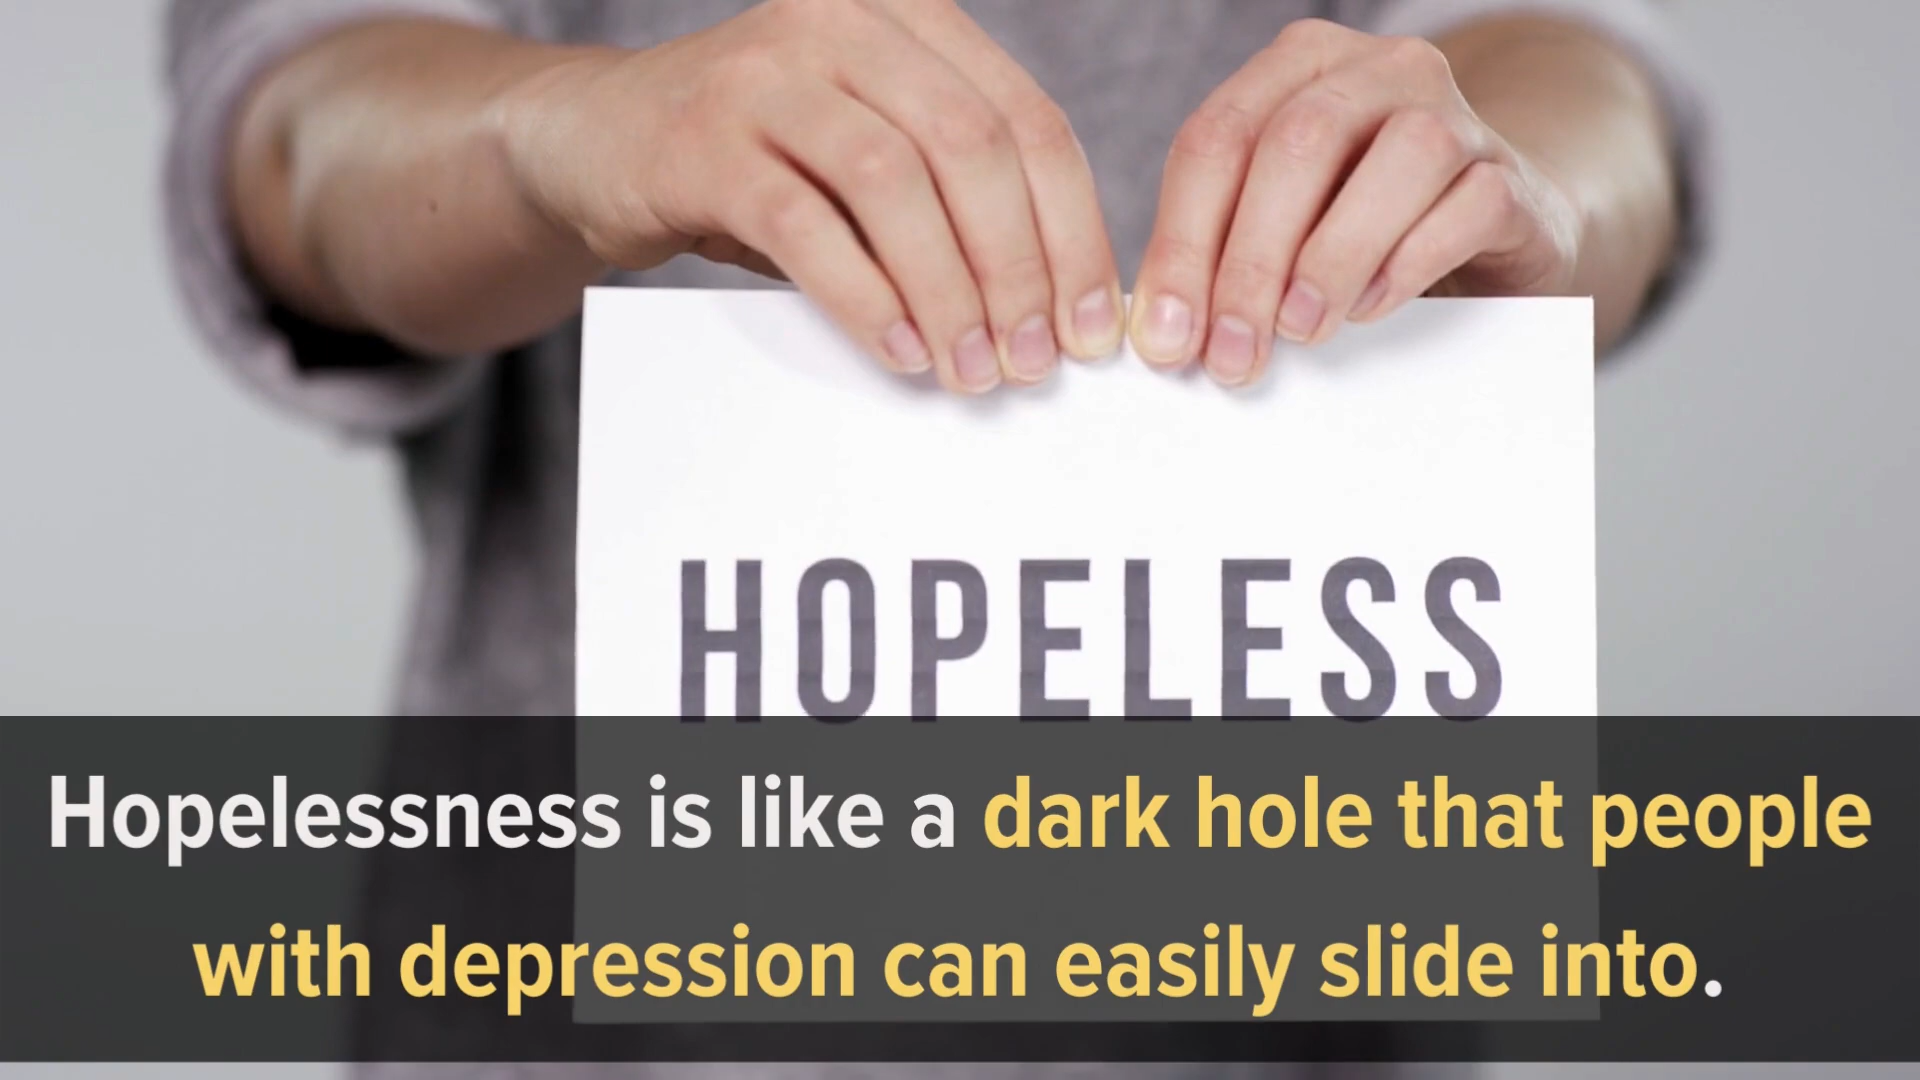 HOPELESS
Hopelessness is like a dark hole that people
with depression can easily slide into.